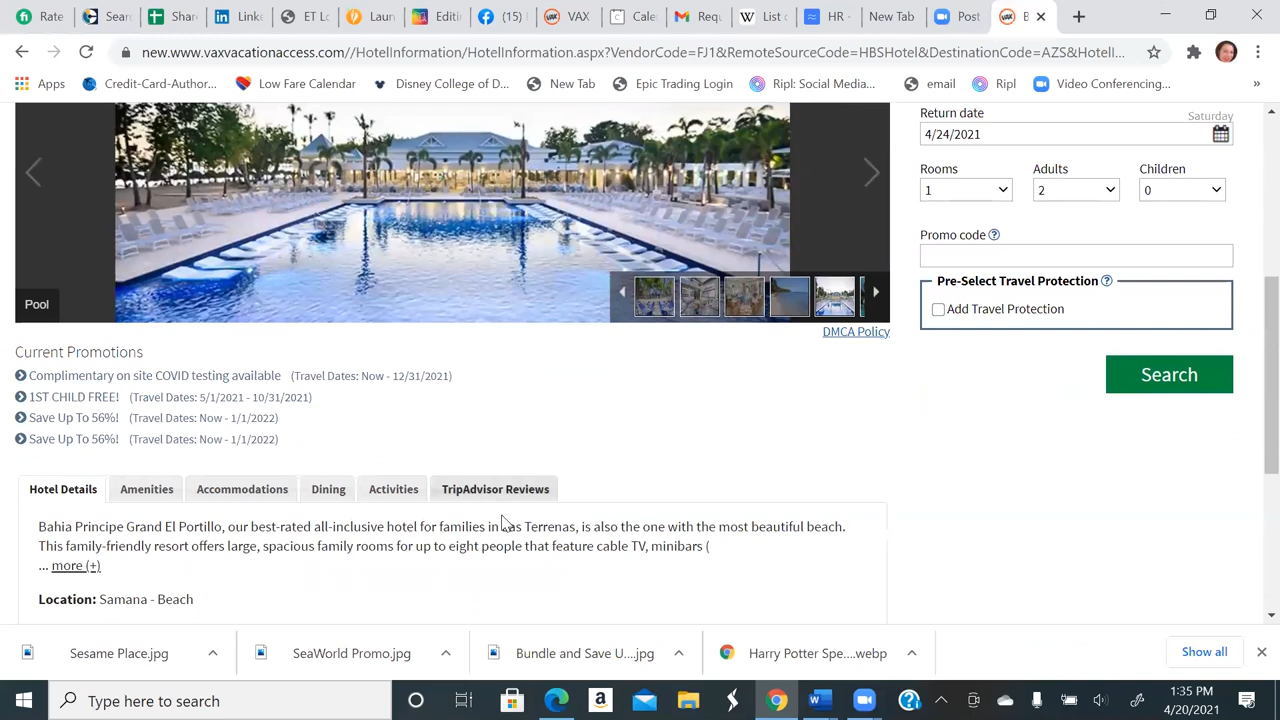 Rate
Sear
Shar
Shar
Linke
ET Lo
Laun
Editi
(15)
VAX
Cale
Req
List o
HR -
New Tab
Post
new.www.vaxvacationaccess.com//HotelInformation/HotelInformation.aspx?VendorCode=FJ1&RemoteSourceCode=HBSHotel&DestinationCode=AZS&HotelI...
Apps
Credit-Card-Author...
Low Fare Calendar
Disney College of D...
New Tab
Epic Trading Login
Ripl: Social Media...
email
Ripl
Video Conferencing...
»
Return date
Saturday
4/24/2021
Rooms
Adults
Children
1
2
0
Promo code ?
Pre-Select Travel Protection ?
Add Travel Protection
Search
Pool
DMCA Policy
Current Promotions
Complimentary on site COVID testing available (Travel Dates: Now - 12/31/2021)
1ST CHILD FREE! (Travel Dates: 5/1/2021 - 10/31/2021)
Save Up To 56%! (Travel Dates: Now - 1/1/2022)
Save Up To 56%! (Travel Dates: Now - 1/1/2022)
Hotel Details
Amenities
Accommodations
Dining
Activities
TripAdvisor Reviews
Bahia Principe Grand El Portillo, our best-rated all-inclusive hotel for families in Las Terrenas, is also the one with the most beautiful beach.
This family-friendly resort offers large, spacious family rooms for up to eight people that feature cable TV, minibars (
... more (+)
Location: Samana - Beach
Sesame Place.jpg
SeaWorld Promo.jpg
Bundle and Save U....jpg
Harry Potter Spe....webp
Show all
Type here to search
1:35 PM
4/20/2021